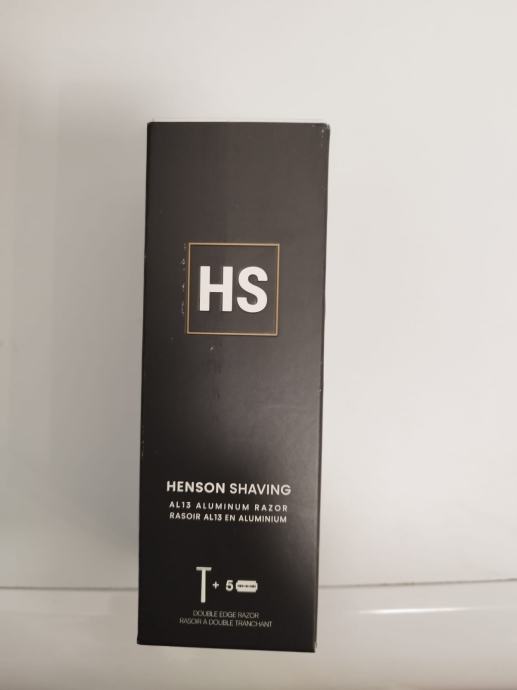 HS
HENSON SHAVING
AL13 ALUMINUM RAZOR
RASOIR AL13 EN ALUMINIUM
+ 5
DOUBLE EDGE RAZOR
RASOIR À DOUBLE TRANCHANT